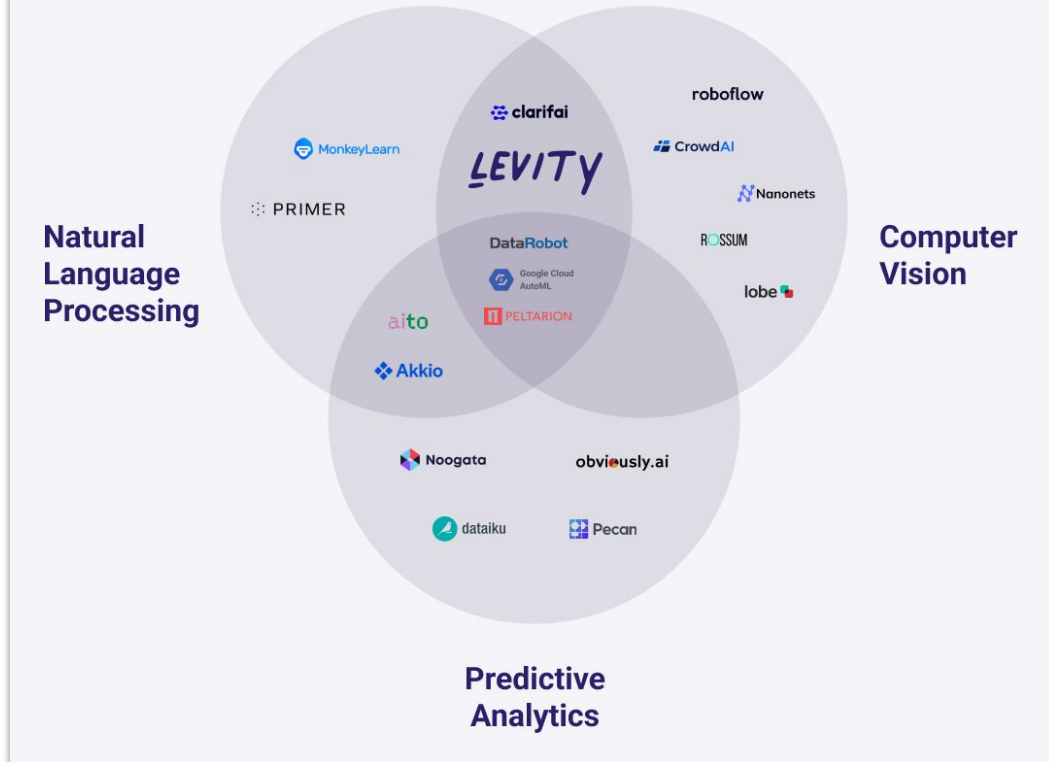 roboflow
clarifai
MonkeyLearn
CrowdAI
LEVITY
Nanonets
PRIMER
Natural
Language
Processing
Computer
Vision
DataRobot
ROSSUM
Google Cloud
AutoML
lobe
PELTARION
aito
Akkio
Noogata
obviously.ai
dataiku
Pecan
Predictive
Analytics